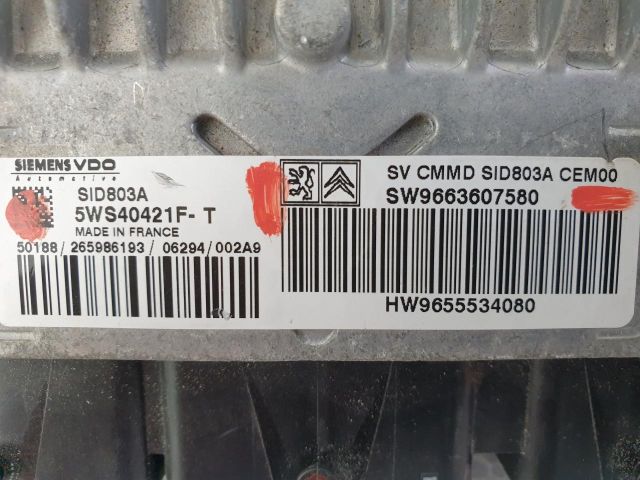 SIEMENS VDO
Automotive
SID803A
5WS40421F- T
MADE IN FRANCE
50188/265986193/06294/002A9
SV CMMD SID803A CEM00
SW9663607580
HW9655534080